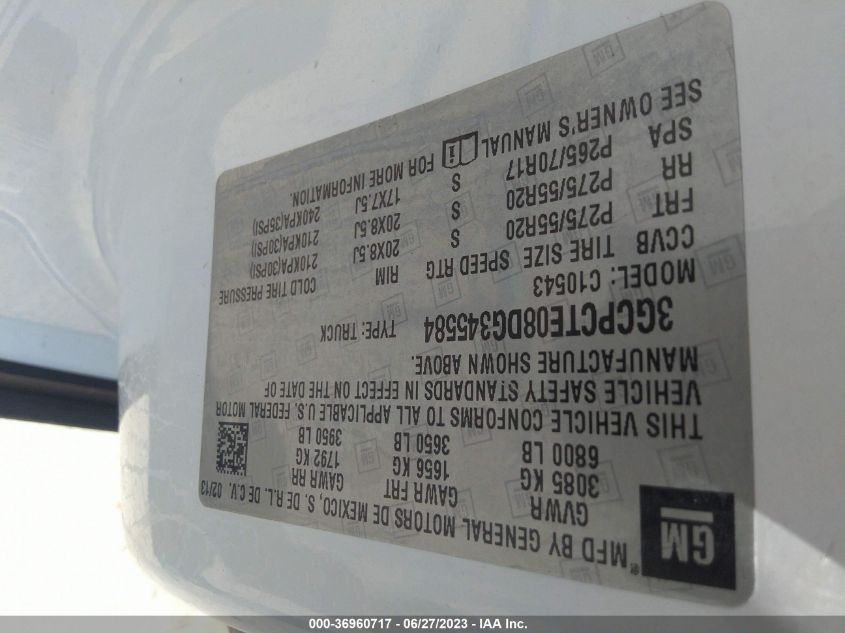 GM
MFD BY GENERAL MOTORS DE MEXICO, S. DE R.L. DE C.V. 02/13
GVWR GAWR FRT GAWR RR
3085 KG 1656 KG 1792 KG
6800 LB 3650 LB 3950 LB
THIS VEHICLE CONFORMS TO ALL APPLICABLE U.S. FEDERAL MOTOR
VEHICLE SAFETY STANDARDS IN EFFECT ON THE DATE OF
MANUFACTURE SHOWN ABOVE.
3GCPCTE08DG345584 TYPE: TRUCK
MODEL: C10543
CCVB TIRE SIZE SPEED RTG RIM COLD TIRE PRESSURE
FRT P275/55R20 S 20X8.5J 210KPA(30PSI)
RR P275/55R20 S 20X8.5J 210KPA(30PSI)
SPA P265/70R17 S 17X7.5J 240KPA(35PSI)
SEE OWNER'S MANUAL FOR MORE INFORMATION.
000-36960717 - 06/27/2023 - IAA Inc.